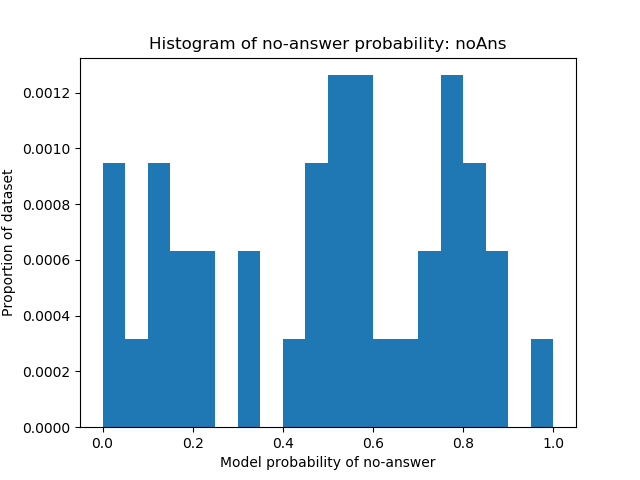 Histogram of no-answer probability: noAns
0.0012
0.0010
0.0008
0.0006
0.0004
0.0002
0.0000
Proportion of dataset
0.0 0.2 0.4 0.6 0.8 1.0
Model probability of no-answer